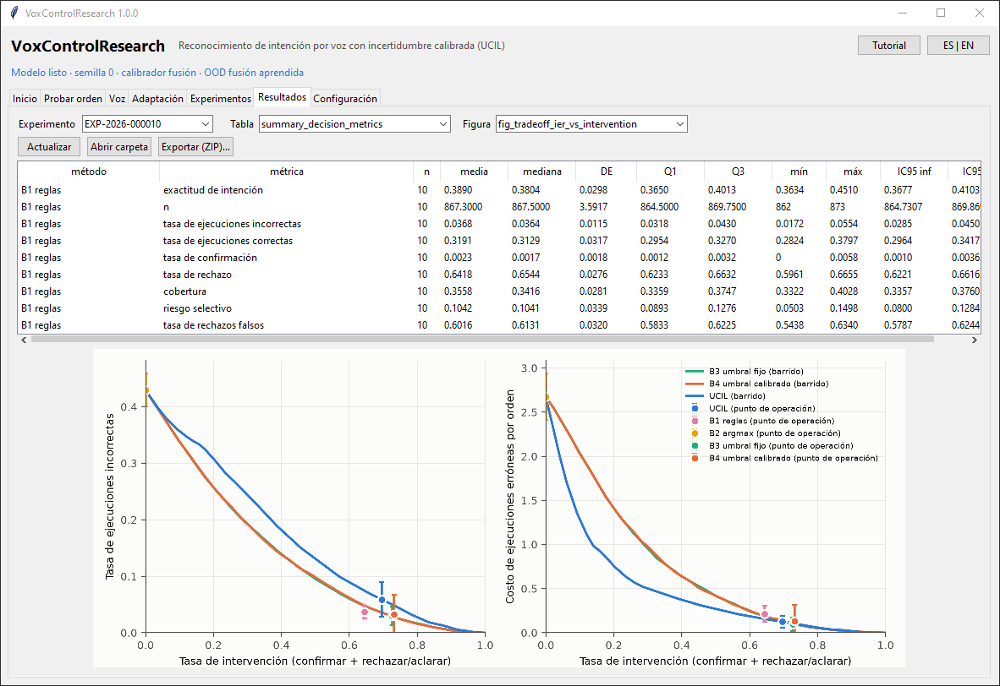 VoxControlResearch 1.0.0
VoxControlResearch Reconocimiento de intención por voz con incertidumbre calibrada (UCIL) Tutorial ES | EN
Modelo listo · semilla 0 · calibrador fusión · OOD fusión aprendida
Inicio Probar orden Voz Adaptación Experimentos Resultados Configuración
Experimento EXP-2026-000010 Tabla summary_decision_metrics Figura fig_tradeoff_ier_vs_intervention
Actualizar Abrir carpeta Exportar (ZIP)...
método métrica n media mediana DE Q1 Q3 mín máx IC95 inf IC95
B1 reglas exactitud de intención 10 0.3890 0.3804 0.0298 0.3650 0.4013 0.3634 0.4510 0.3677 0.4103
B1 reglas n 10 867.3000 867.5000 3.5917 864.5000 869.7500 862 873 864.7307 869.86
B1 reglas tasa de ejecuciones incorrectas 10 0.0368 0.0364 0.0115 0.0318 0.0430 0.0172 0.0554 0.0285 0.0450
B1 reglas tasa de ejecuciones correctas 10 0.3191 0.3129 0.0317 0.2954 0.3270 0.2824 0.3797 0.2964 0.3417
B1 reglas tasa de confirmación 10 0.0023 0.0017 0.0018 0.0012 0.0032 0 0.0058 0.0010 0.0036
B1 reglas tasa de rechazo 10 0.6418 0.6544 0.0276 0.6233 0.6632 0.5961 0.6655 0.6221 0.6616
B1 reglas cobertura 10 0.3558 0.3416 0.0281 0.3359 0.3747 0.3322 0.4028 0.3357 0.3760
B1 reglas riesgo selectivo 10 0.1042 0.1041 0.0339 0.0893 0.1276 0.0503 0.1498 0.0800 0.1284
B1 reglas tasa de rechazos falsos 10 0.6016 0.6131 0.0320 0.5833 0.6225 0.5438 0.6340 0.5787 0.6244
Tasa de ejecuciones incorrectas
0.4
0.3
0.2
0.1
0.0
0.0 0.2 0.4 0.6 0.8 1.0
Tasa de intervención (confirmar + rechazar/aclarar)
Costo de ejecuciones erróneas por orden
3.0
2.5
2.0
1.5
1.0
0.5
0.0
B3 umbral fijo (barrido)
B4 umbral calibrado (barrido)
UCIL (barrido)
UCIL (punto de operación)
B1 reglas (punto de operación)
B2 argmax (punto de operación)
B3 umbral fijo (punto de operación)
B4 umbral calibrado (punto de operación)
0.0 0.2 0.4 0.6 0.8 1.0
Tasa de intervención (confirmar + rechazar/aclarar)